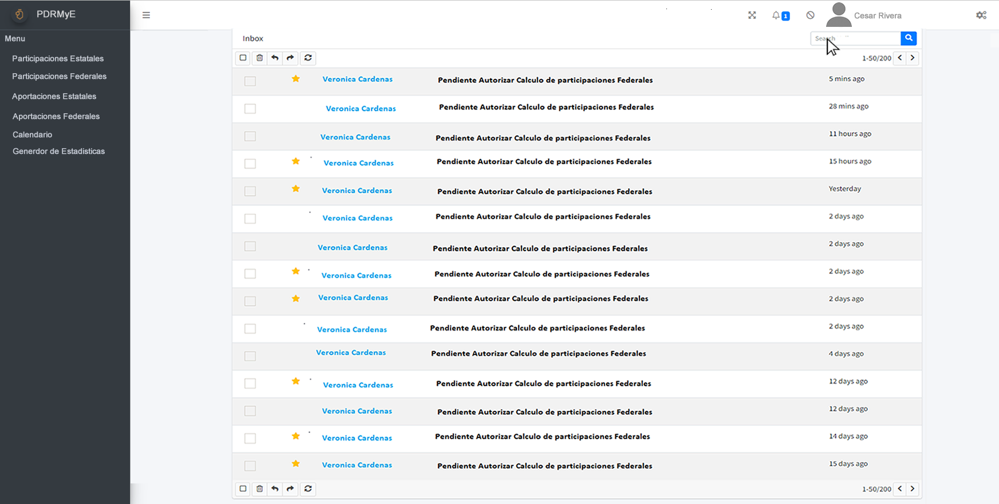 PDRMyE
1
Cesar Rivera
Menu
Participaciones Estatales
Participaciones Federales
Aportaciones Estatales
Aportaciones Federales
Calendario
Generdor de Estadisticas
Inbox
Search
1-50/200
Veronica Cardenas Pendiente Autorizar Calculo de participaciones Federales 5 mins ago
Veronica Cardenas Pendiente Autorizar Calculo de participaciones Federales 28 mins ago
Veronica Cardenas Pendiente Autorizar Calculo de participaciones Federales 11 hours ago
Veronica Cardenas Pendiente Autorizar Calculo de participaciones Federales 15 hours ago
Veronica Cardenas Pendiente Autorizar Calculo de participaciones Federales Yesterday
Veronica Cardenas Pendiente Autorizar Calculo de participaciones Federales 2 days ago
Veronica Cardenas Pendiente Autorizar Calculo de participaciones Federales 2 days ago
Veronica Cardenas Pendiente Autorizar Calculo de participaciones Federales 2 days ago
Veronica Cardenas Pendiente Autorizar Calculo de participaciones Federales 2 days ago
Veronica Cardenas Pendiente Autorizar Calculo de participaciones Federales 2 days ago
Veronica Cardenas Pendiente Autorizar Calculo de participaciones Federales 4 days ago
Veronica Cardenas Pendiente Autorizar Calculo de participaciones Federales 12 days ago
Veronica Cardenas Pendiente Autorizar Calculo de participaciones Federales 12 days ago
Veronica Cardenas Pendiente Autorizar Calculo de participaciones Federales 14 days ago
Veronica Cardenas Pendiente Autorizar Calculo de participaciones Federales 15 days ago
1-50/200